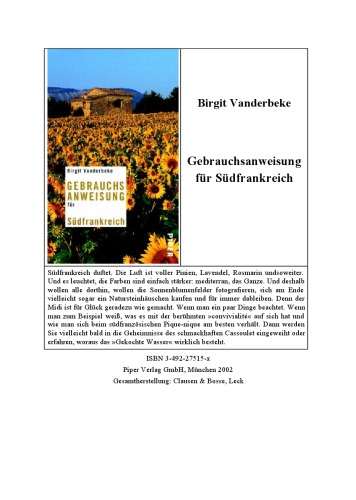 Birgit Vanderbeke
GEBRAUCHS
ANWEISUNG
für
Südfrankreich
PIPER
Birgit Vanderbeke
Gebrauchsanweisung
für Südfrankreich
Südfrankreich duftet. Die Luft ist voller Pinien, Lavendel, Rosmarin undsoweiter.
Und es leuchtet, die Farben sind einfach stärker: mediterran, das Ganze. Und deshalb
wollen alle dorthin, wollen die Sonnenblumenfelder fotografieren, sich am Ende
vielleicht sogar ein Natursteinhäuschen kaufen und für immer dableiben. Denn der
Midi ist für Glück geradezu wie gemacht. Wenn man ein paar Dinge beachtet. Wenn
man zum Beispiel weiß, was es mit der berühmten »convivialité« auf sich hat und
wie man sich beim südfranzösischen Pique-nique am besten verhält. Dann werden
Sie vielleicht bald in die Geheimnisse des schmackhaften Cassoulet eingeweiht oder
erfahren, woraus das »Gekochte Wasser« wirklich besteht.
ISBN 3-492-27515-x
Piper Verlag GmbH, München 2002
Gesamtherstellung: Clausen & Bosse, Leck